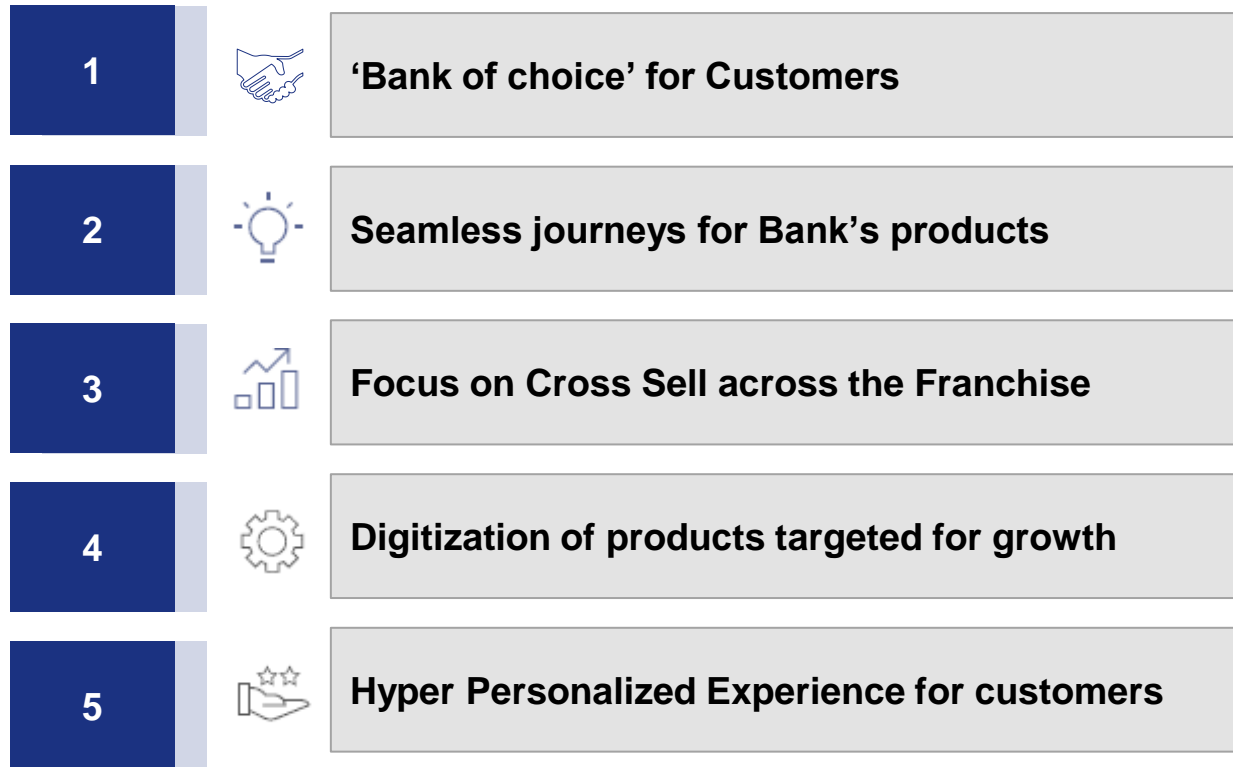 1
‘Bank of choice’ for Customers
2
Seamless journeys for Bank’s products
3
Focus on Cross Sell across the Franchise
4
Digitization of products targeted for growth
5
Hyper Personalized Experience for customers